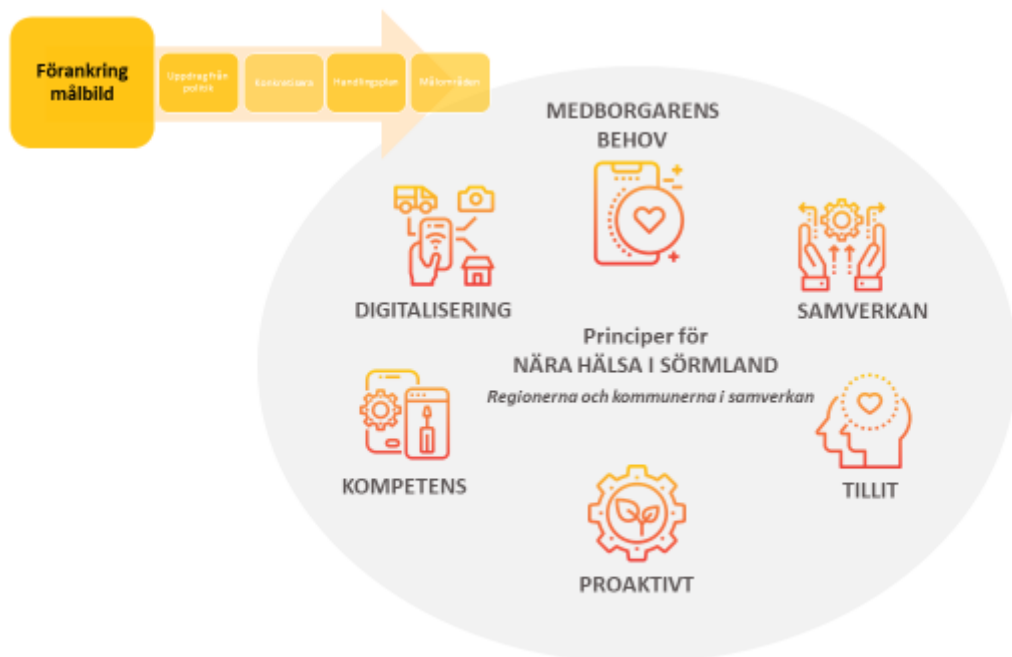 Förankring
målbild
Uppdrag från
politik
Konkretisera
Handlingsplan
Målområden
MEDBORGARENS
BEHOV
DIGITALISERING
SAMVERKAN
Principer för
NÄRA HÄLSA I SÖRMLAND
Regionerna och kommunerna i samverkan
KOMPETENS
TILLIT
PROAKTIVT